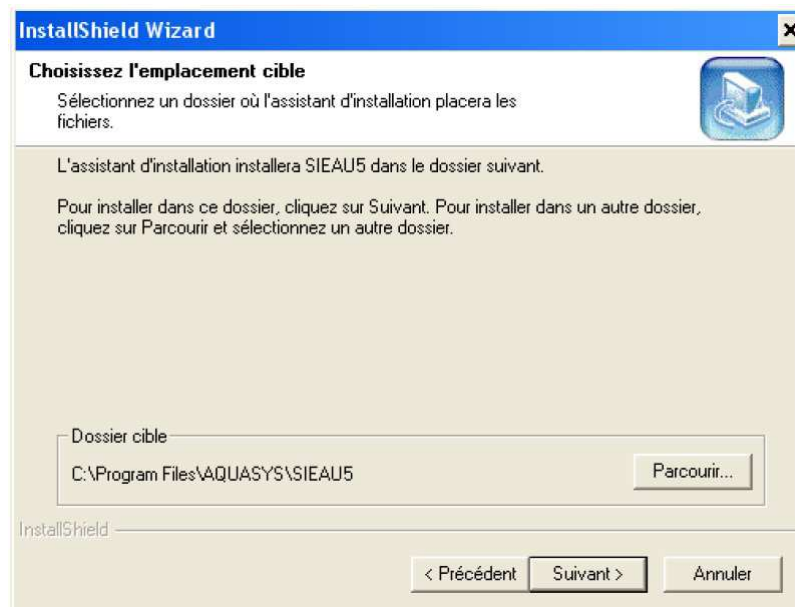 InstallShield Wizard
Choisissez l'emplacement cible
Sélectionnez un dossier où l'assistant d'installation placera les
fichiers.
L'assistant d'installation installera SIEAU5 dans le dossier suivant.
Pour installer dans ce dossier, cliquez sur Suivant. Pour installer dans un autre dossier,
cliquez sur Parcourir et sélectionnez un autre dossier.
Dossier cible
C:\Program Files\AQUASYS\SIEAU5
Parcourir...
InstallShield
< Précédent
Suivant >
Annuler